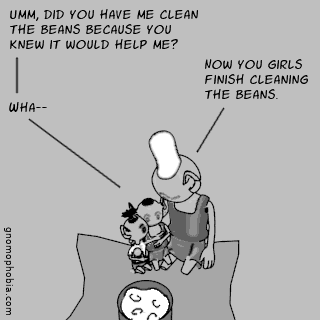 UMM, DID YOU HAVE ME CLEAN
THE BEANS BECAUSE YOU
KNEW IT WOULD HELP ME?
NOW YOU GIRLS
FINISH CLEANING
THE BEANS.
WHA--
gnomophobia.com